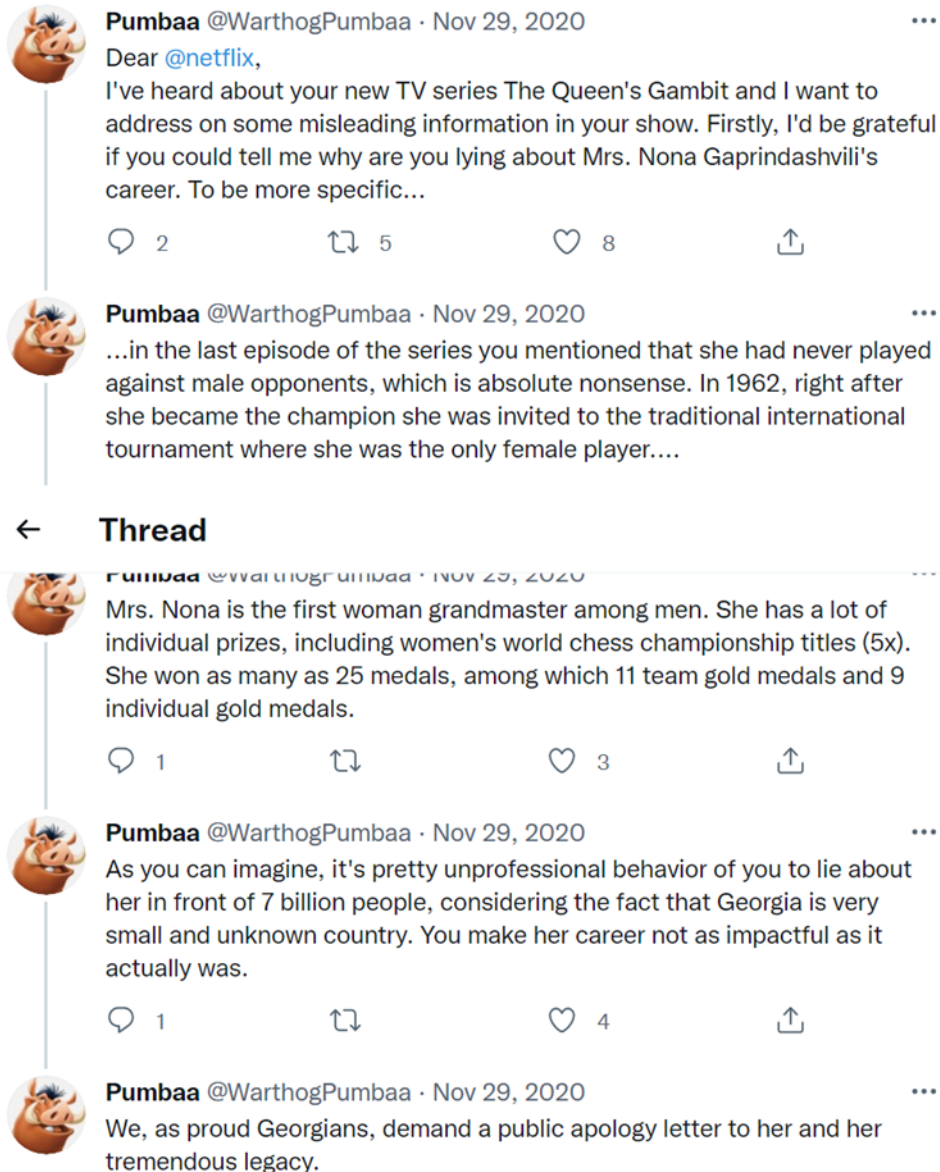 Pumbaa @WarthogPumbaa · Nov 29, 2020
Dear @netflix,
I've heard about your new TV series The Queen's Gambit and I want to
address on some misleading information in your show. Firstly, I'd be grateful
if you could tell me why are you lying about Mrs. Nona Gaprindashvili's
career. To be more specific...
2 5 8
Pumbaa @WarthogPumbaa · Nov 29, 2020
...in the last episode of the series you mentioned that she had never played
against male opponents, which is absolute nonsense. In 1962, right after
she became the champion she was invited to the traditional international
tournament where she was the only female player....
Thread
Pumbaa @WarthogPumbaa · Nov 29, 2020
Mrs. Nona is the first woman grandmaster among men. She has a lot of
individual prizes, including women's world chess championship titles (5x).
She won as many as 25 medals, among which 11 team gold medals and 9
individual gold medals.
1 3
Pumbaa @WarthogPumbaa · Nov 29, 2020
As you can imagine, it's pretty unprofessional behavior of you to lie about
her in front of 7 billion people, considering the fact that Georgia is very
small and unknown country. You make her career not as impactful as it
actually was.
1 4
Pumbaa @WarthogPumbaa · Nov 29, 2020
We, as proud Georgians, demand a public apology letter to her and her
tremendous legacy.